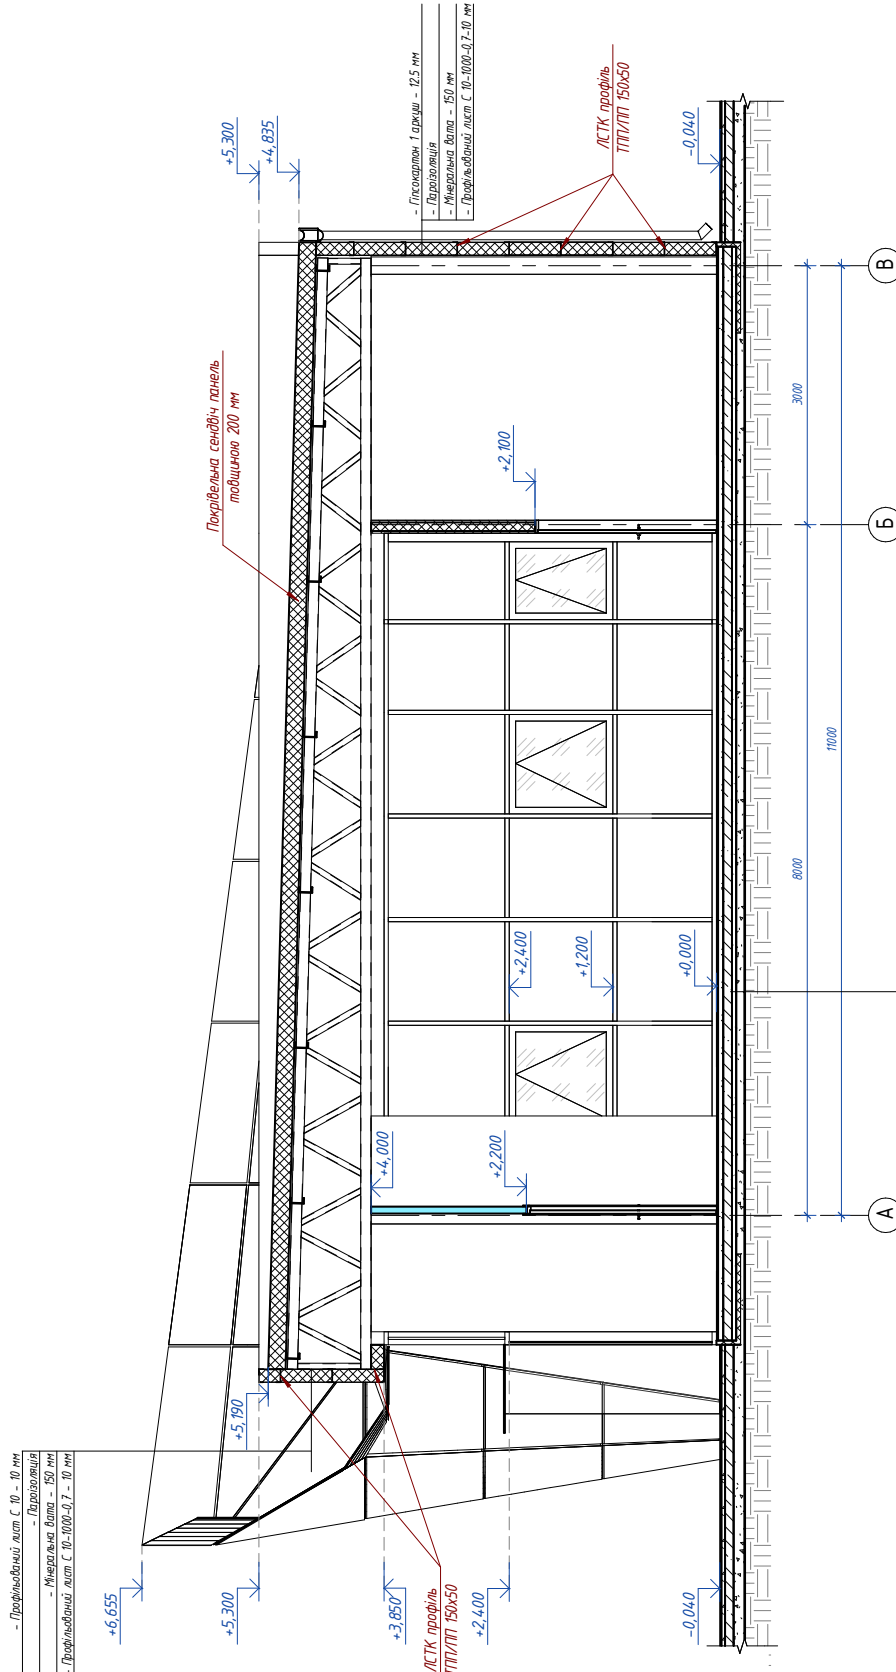 - Профільований лист С 10 - 10 мм
- Пароізоляція
- Мінеральна вата - 150 мм
- Профільований лист С 10-1000-0,7 - 10 мм
+6,655
+5,300
+3,850
+2,400
-0,040
ЛСТК профіль
ТПП/ПП 150х50
+5,190
+4,000
+2,200
+2,400
+1,200
+0,000
Покрівельна сендвіч панель
товщиною 200 мм
+2,100
+5,300
+4,835
- Гіпсокартон 1 аркуш - 12.5 мм
- Пароізоляція
- Мінеральна вата - 150 мм
- Профільований лист С 10-1000-0,7-10 мм
ЛСТК профіль
ТПП/ПП 150х50
-0,040
8000
3000
11000
А
Б
В